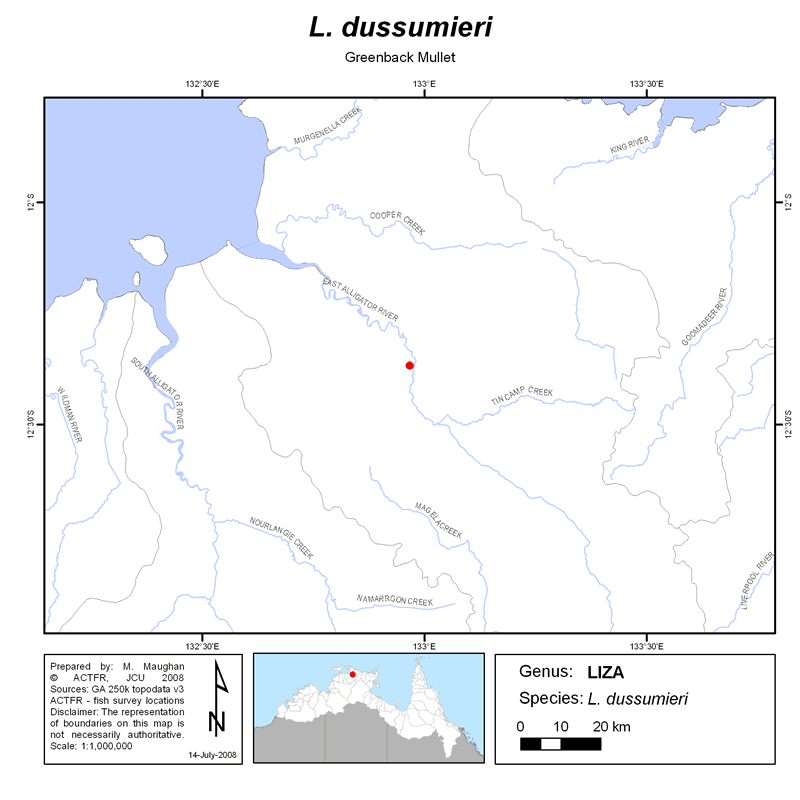 L. dussumieri
Greenback Mullet
132°30'E
133°E
133°30'E
MURGENELLA CREEK
KING RIVER
12°S
12°S
COOPER CREEK
EAST ALLIGATOR RIVER
GOOMADEER RIVER
SOUTH ALLIGATOR RIVER
WILDMAN RIVER
TIN CAMP CREEK
12°30'S
12°30'S
MAGELA CREEK
NOURLANGIE CREEK
NAMARRGON CREEK
LIVERPOOL RIVER
132°30'E
133°E
133°30'E
Prepared by: M. Maughan
© ACTFR, JCU 2008
Sources: GA 250k topodata v3
ACTFR - fish survey locations
Disclaimer: The representation
of boundaries on this map is
not necessarily authoritative.
Scale: 1:1,000,000
N
14-July-2008
Genus: LIZA
Species: L. dussumieri
0 10 20 km